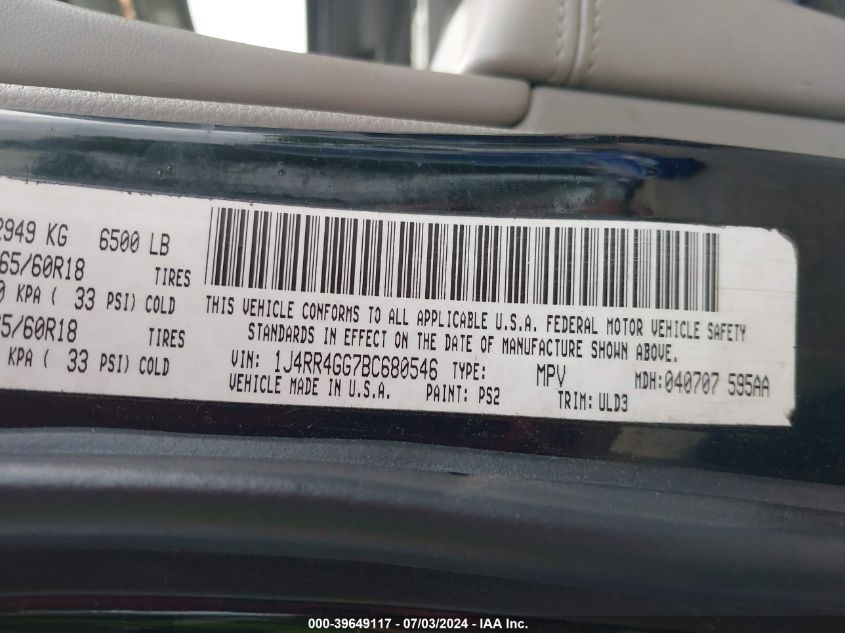 2949 KG 6500 LB
65/60R18 TIRES
0 KPA ( 33 PSI) COLD
5/60R18 TIRES
KPA ( 33 PSI) COLD
THIS VEHICLE CONFORMS TO ALL APPLICABLE U.S.A. FEDERAL MOTOR VEHICLE SAFETY
STANDARDS IN EFFECT ON THE DATE OF MANUFACTURE SHOWN ABOVE.
VIN: 1J4RR4GG7BC680546 TYPE: MPV MDH:040707 595AA
VEHICLE MADE IN U.S.A. PAINT: PS2 TRIM: ULD3
000-39649117 - 07/03/2024 - IAA Inc.